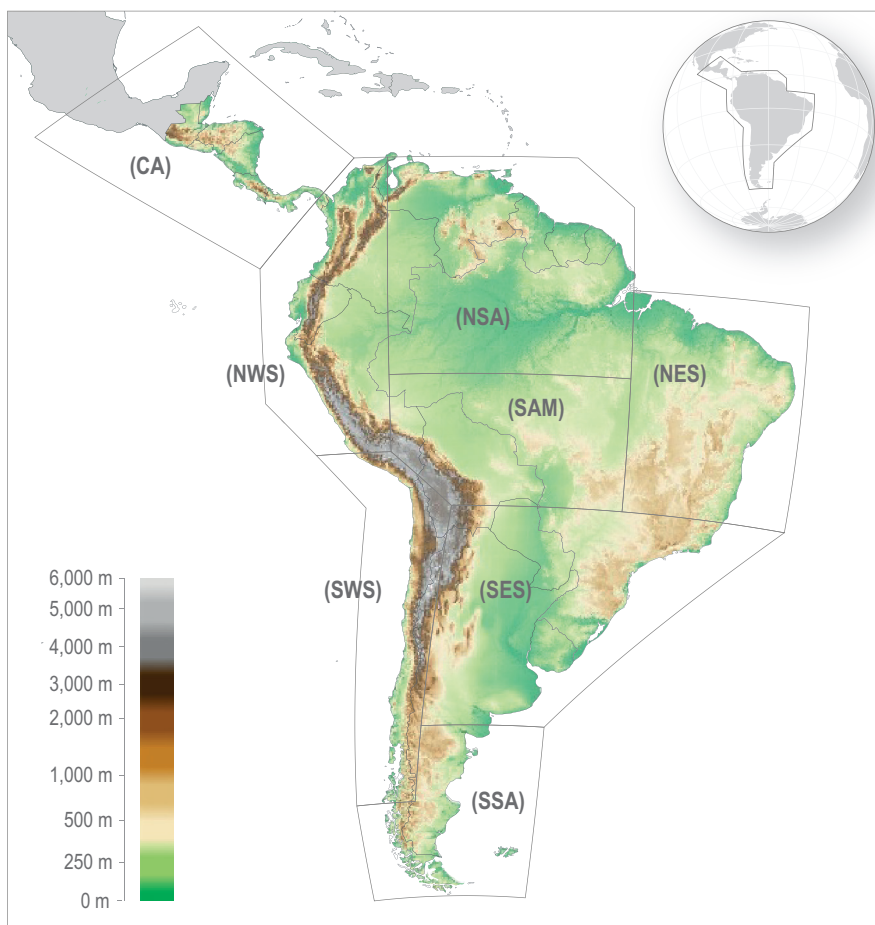 (CA)
(NSA)
(NWS)
(NES)
(SAM)
(SWS)
(SES)
(SSA)
6,000 m
5,000 m
4,000 m
3,000 m
2,000 m
1,000 m
500 m
250 m
0 m